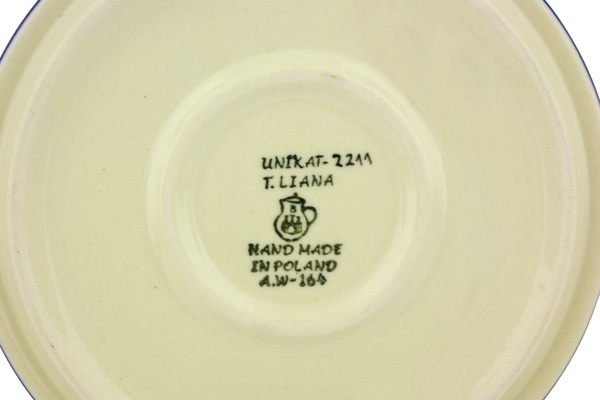 UNIKAT-2211
T. LIANA
B
HAND MADE
IN POLAND
A.W-164